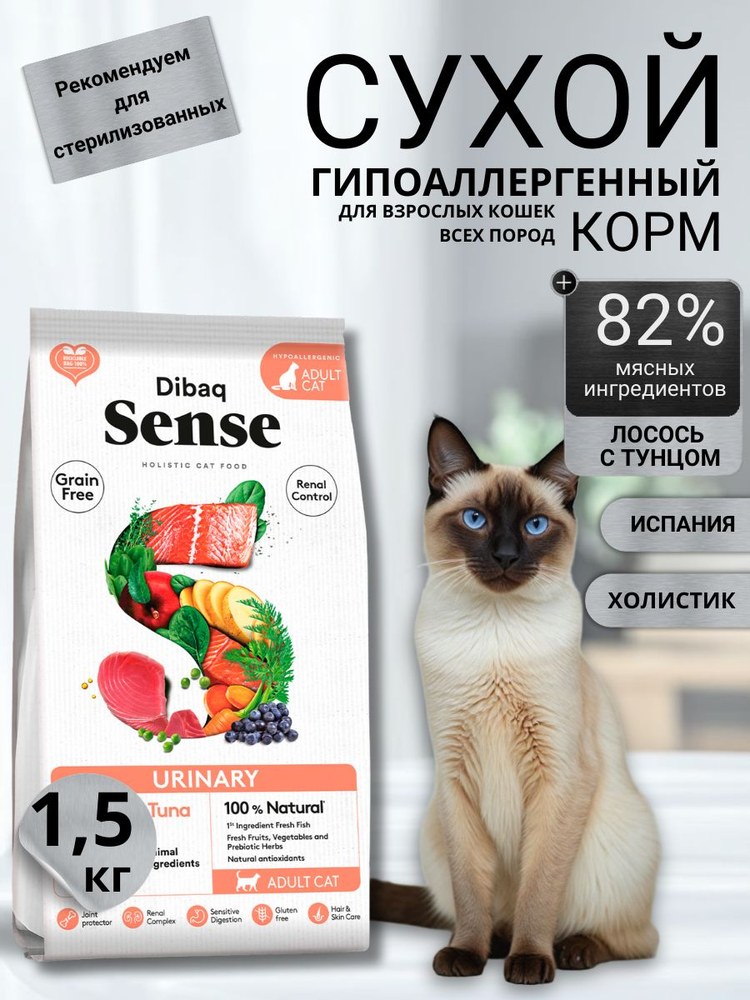 Рекомендуем
для
стерилизованных
СУХОЙ
ГИПОАЛЛЕРГЕННЫЙ
ДЛЯ ВЗРОСЛЫХ КОШЕК
ВСЕХ ПОРОД
КОРМ
+
82%
мясных
ингредиентов
ЛОСОСЬ
С ТУНЦОМ
ИСПАНИЯ
ХОЛИСТИК
HYPOALLERGENIC
ADULT
CAT
Dibaq
Sense
HOLISTIC CAT FOOD
Grain
Free
Renal
Control
URINARY
Tuna
100 % Natural
1st Ingredient Fresh Fish
Fresh Fruits, Vegetables and
Prebiotic Herbs
Natural antioxidants
ADULT CAT
1,5
кг
Joint
protector
Renal
Complex
Sensitive
Digestion
Gluten
free
Hair &
Skin Care